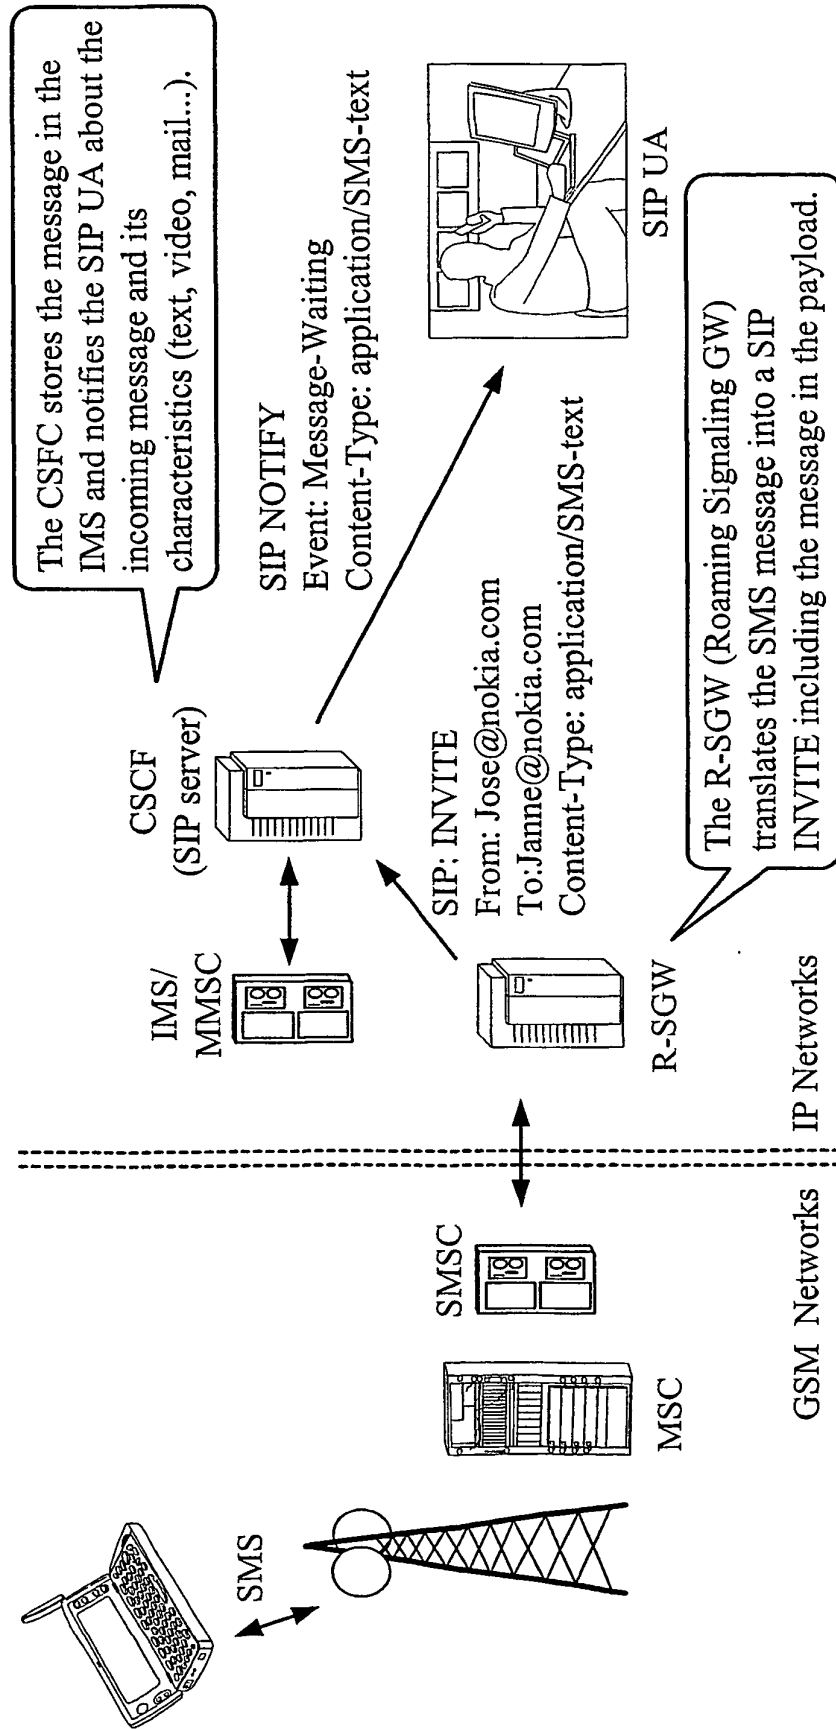 The CSFC stores the message in the
IMS and notifies the SIP UA about the
incoming message and its
characteristics (text, video, mail...).
CSCF
(SIP server)
IMS/
MMSC
SIP NOTIFY
Event: Message-Waiting
Content-Type: application/SMS-text
SMS
SMSC
SIP: INVITE
From: Jose@nokia.com
To:Janne@nokia.com
Content-Type: application/SMS-text
MSC
R-SGW
SIP UA
The R-SGW (Roaming Signaling GW)
translates the SMS message into a SIP
INVITE including the message in the payload.
GSM Networks
IP Networks